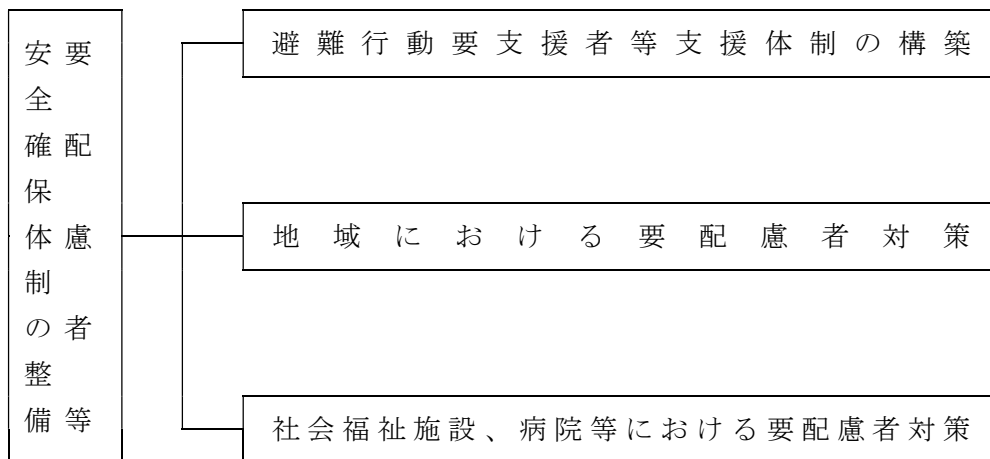 要配慮者等
安全確保体制の整備
避難行動要支援者等支援体制の構築
地域における要配慮者対策
社会福祉施設、病院等における要配慮者対策